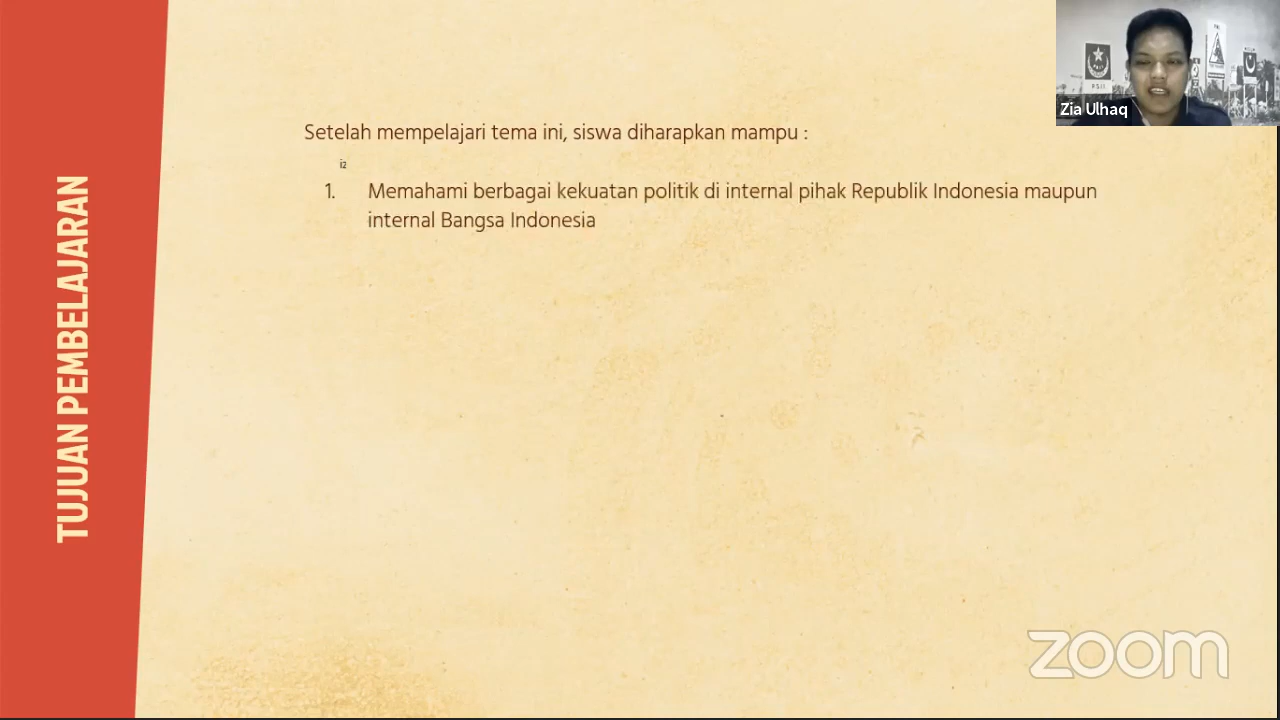 TUJUAN PEMBELAJARAN
Setelah mempelajari tema ini, siswa diharapkan mampu :
i2
1. Memahami berbagai kekuatan politik di internal pihak Republik Indonesia maupun
internal Bangsa Indonesia
Zia Ulhaq
zoom